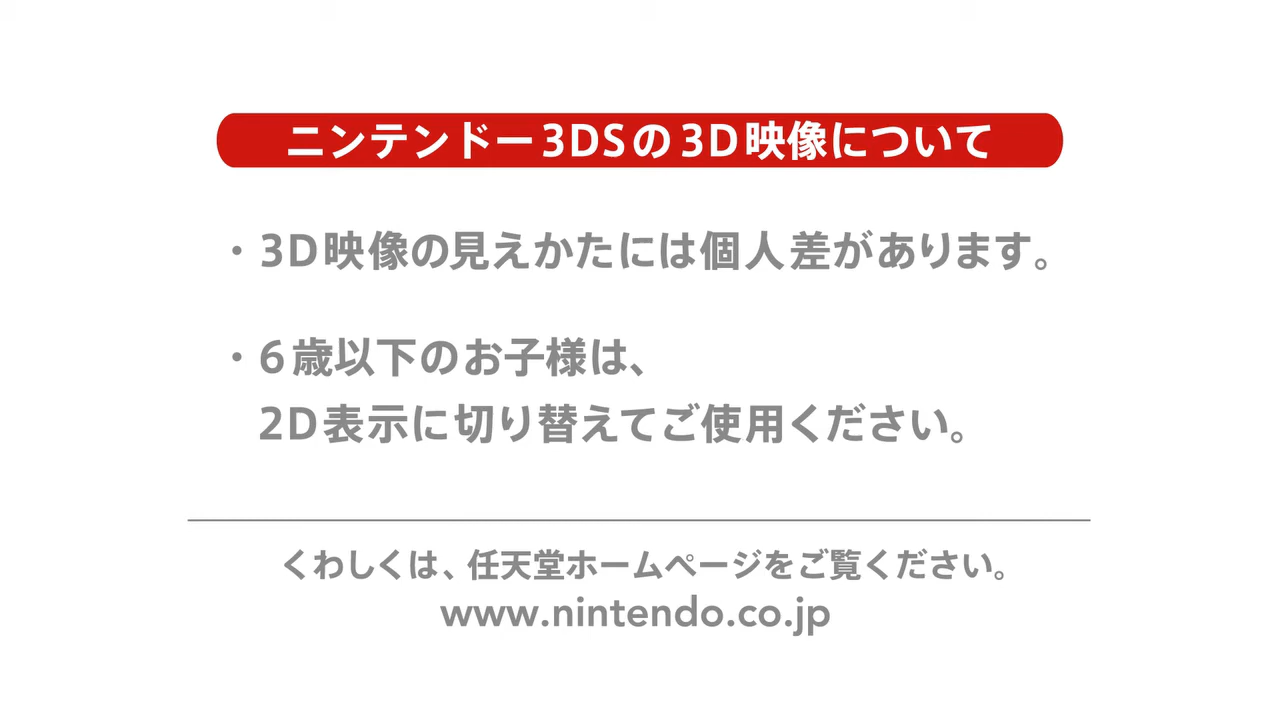 ニンテンドー3DSの3D映像について
・3D映像の見えかたには個人差があります。
・6歳以下のお子様は、
2D表示に切り替えてご使用ください。
くわしくは、任天堂ホームページをご覧ください。
www.nintendo.co.jp